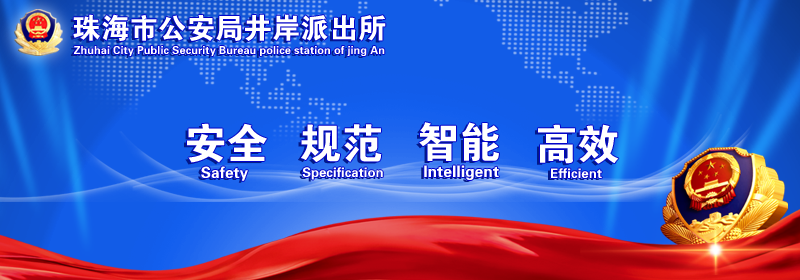 珠海市公安局井岸派出所
Zhuhai City Public Security Bureau police station of jing An
安全 规范 智能 高效
Safety Specification Intelligent Efficient